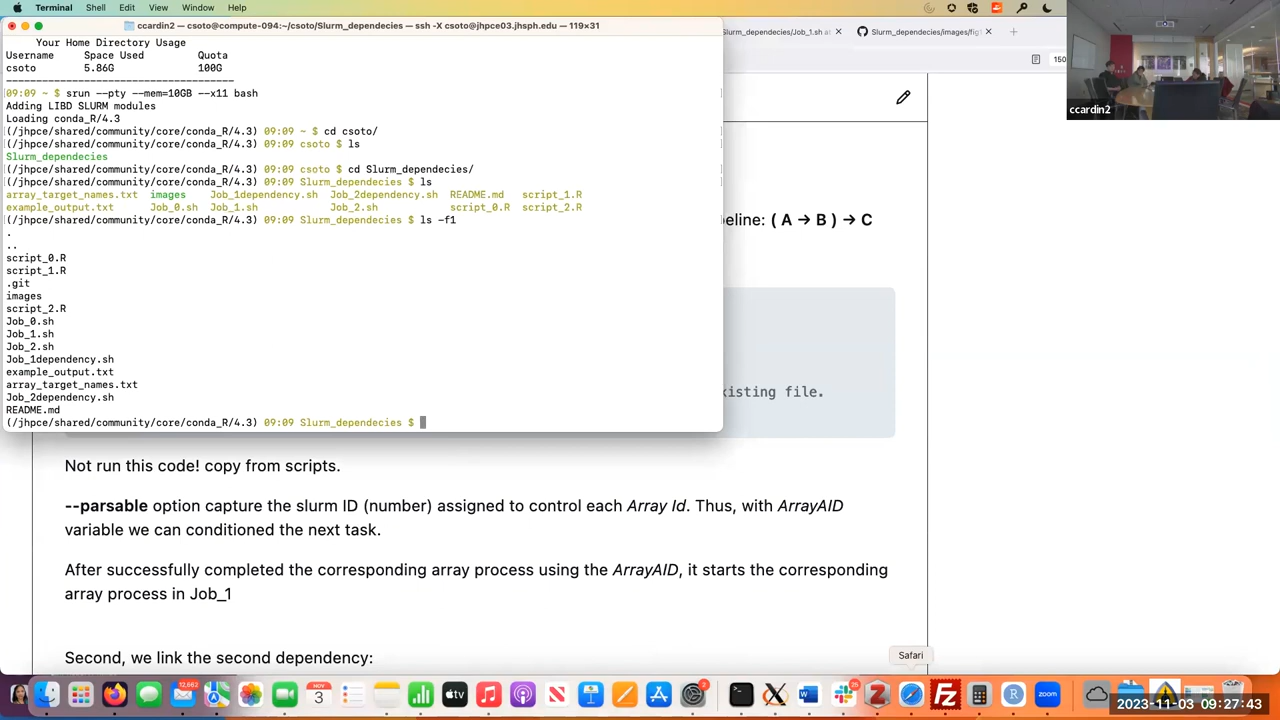 Terminal Shell Edit View Window Help
ccardin2 — csoto@compute-094:~/csoto/Slurm_dependecies — ssh -X csoto@jhpce03.jhsph.edu — 119×31
Your Home Directory Usage
Username Space Used Quota
csoto 5.86G 100G
-----------------------------------
09:09 ~ $ srun --pty --mem=10GB --x11 bash
Adding LIBD SLURM modules
Loading conda_R/4.3
(/jhpce/shared/community/core/conda_R/4.3) 09:09 ~ $ cd csoto/
(/jhpce/shared/community/core/conda_R/4.3) 09:09 csoto $ ls
Slurm_dependecies
(/jhpce/shared/community/core/conda_R/4.3) 09:09 csoto $ cd Slurm_dependecies/
(/jhpce/shared/community/core/conda_R/4.3) 09:09 Slurm_dependecies $ ls
array_target_names.txt images Job_1dependency.sh Job_2dependency.sh README.md script_1.R
example_output.txt Job_0.sh Job_1.sh Job_2.sh script_0.R script_2.R
(/jhpce/shared/community/core/conda_R/4.3) 09:09 Slurm_dependecies $ ls -f1
.
..
script_0.R
script_1.R
.git
images
script_2.R
Job_0.sh
Job_1.sh
Job_2.sh
Job_1dependency.sh
example_output.txt
array_target_names.txt
Job_2dependency.sh
README.md
(/jhpce/shared/community/core/conda_R/4.3) 09:09 Slurm_dependecies $
lurm_dependecies/Job_1.sh a
Slurm_dependecies/images/fig1
150
ccardin2
eline: ( A → B ) → C
xisting file.
Not run this code! copy from scripts.
--parsable option capture the slurm ID (number) assigned to control each Array Id. Thus, with ArrayAID
variable we can conditioned the next task.
After successfully completed the corresponding array process using the ArrayAID, it starts the corresponding
array process in Job_1
Second, we link the second dependency:
Safari
12,663
NOV
3
2
tv
26
zoom
2023-11-03 09:27:43